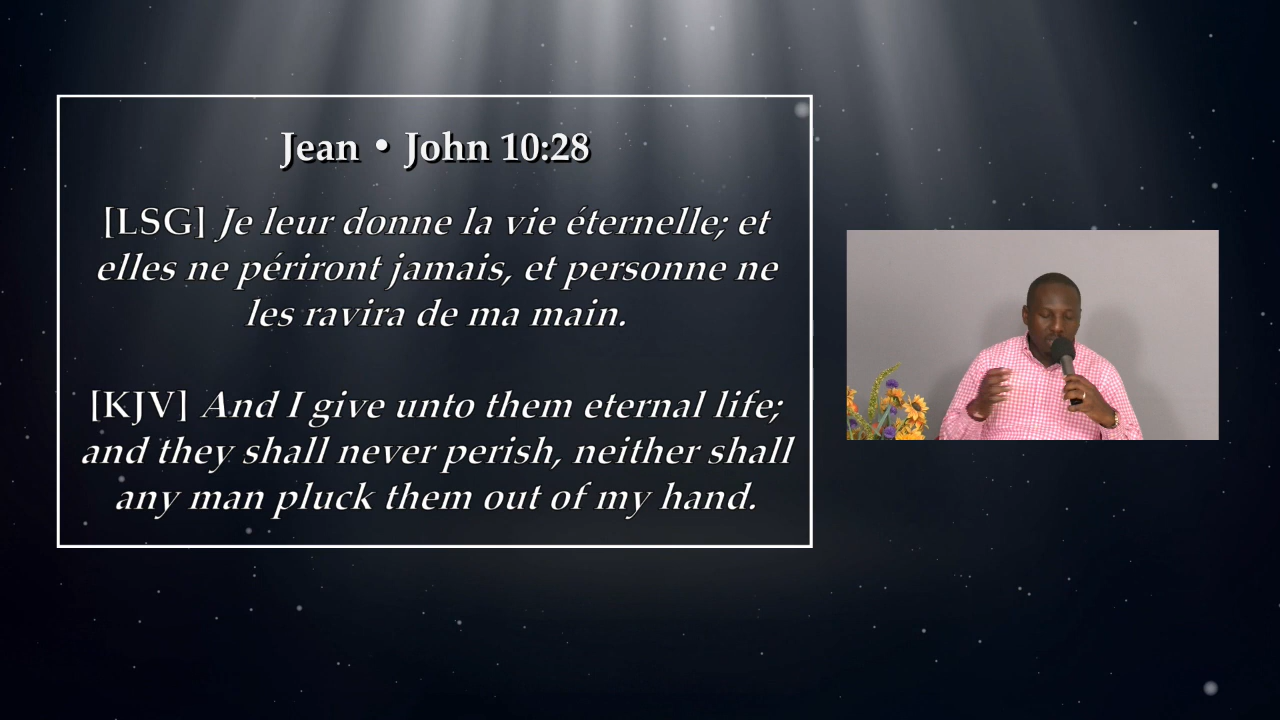 Jean • John 10:28
[LSG] Je leur donne la vie éternelle; et
elles ne périront jamais, et personne ne
les ravira de ma main.
[KJV] And I give unto them eternal life;
and they shall never perish, neither shall
any man pluck them out of my hand.